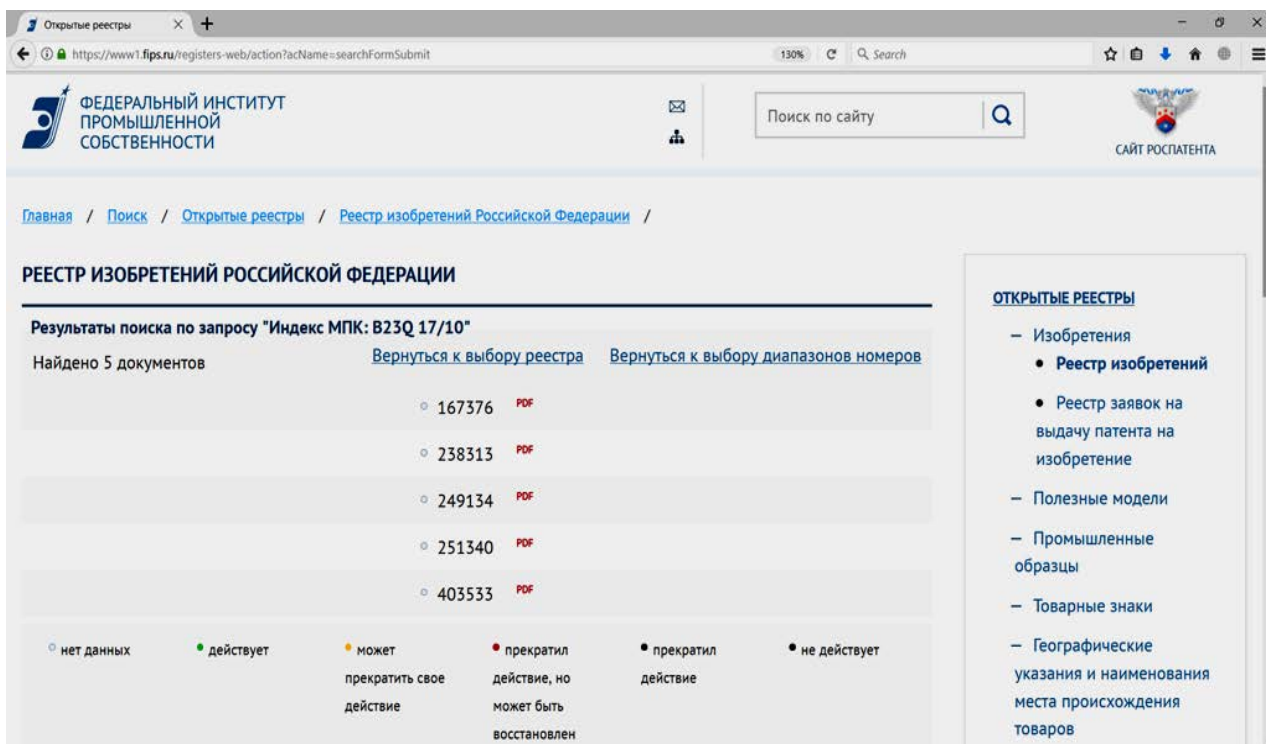 Открытые реестры
https://www1.fips.ru/registers-web/action?acName=searchFormSubmit
130%
Search
ФЕДЕРАЛЬНЫЙ ИНСТИТУТ
ПРОМЫШЛЕННОЙ
СОБСТВЕННОСТИ
Поиск по сайту
САЙТ РОСПАТЕНТА
Главная / Поиск / Открытые реестры / Реестр изобретений Российской Федерации /
РЕЕСТР ИЗОБРЕТЕНИЙ РОССИЙСКОЙ ФЕДЕРАЦИИ
Результаты поиска по запросу "Индекс МПК: B23Q 17/10"
Найдено 5 документов
Вернуться к выбору реестра
Вернуться к выбору диапазонов номеров
167376 PDF
238313 PDF
249134 PDF
251340 PDF
403533 PDF
нет данных
действует
может
прекратить свое
действие
прекратил
действие, но
может быть
восстановлен
прекратил
действие
не действует
ОТКРЫТЫЕ РЕЕСТРЫ
– Изобретения
• Реестр изобретений
• Реестр заявок на
выдачу патента на
изобретение
– Полезные модели
– Промышленные
образцы
– Товарные знаки
– Географические
указания и наименования
места происхождения
товаров